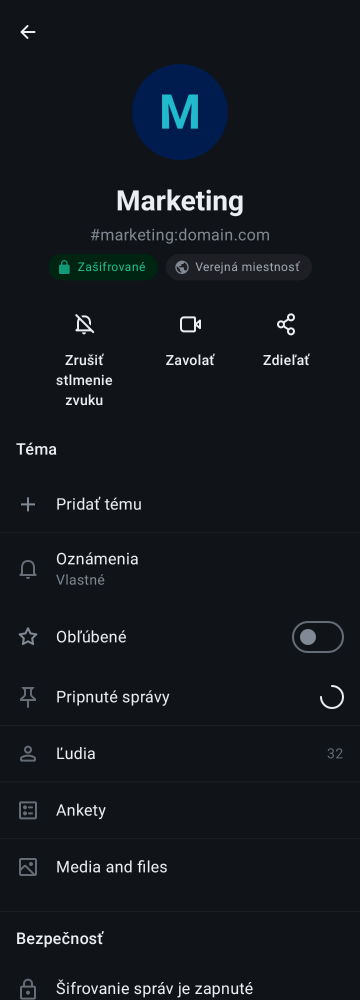 M
Marketing
#marketing:domain.com
Zašifrované
Verejná miestnosť
Zrušiť
stlmenie
zvuku
Zavolať
Zdieľať
Téma
Pridať tému
Oznámenia
Vlastné
Obľúbené
Pripnuté správy
Ľudia
32
Ankety
Media and files
Bezpečnosť
Šifrovanie správ je zapnuté